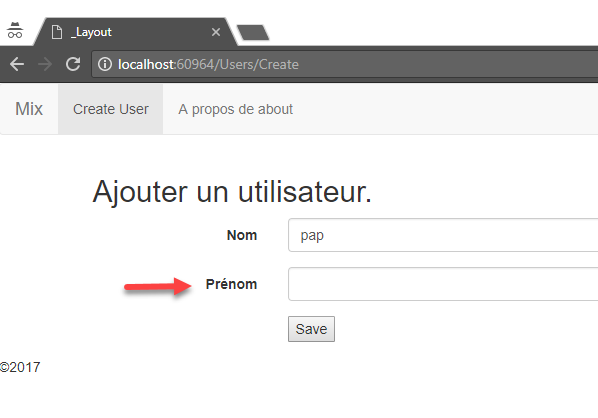 _Layout
localhost:60964/Users/Create
Mix Create User A propos de about
Ajouter un utilisateur.
Nom pap
Prénom
Save
©2017